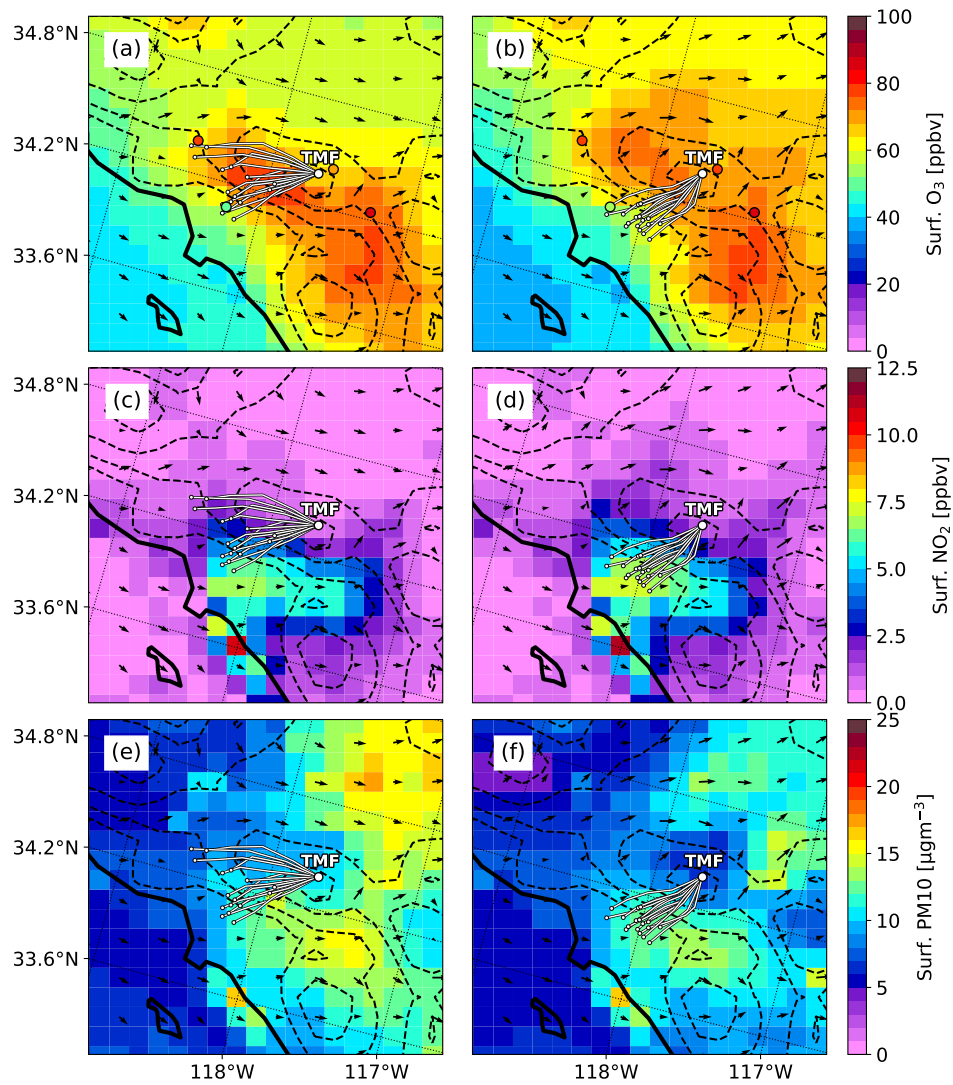 34.8°N
(a)
TMF
34.2°N
33.6°N
(b)
TMF
100
80
60
40
20
0
Surf. O₃ [ppbv]
34.8°N
(c)
TMF
34.2°N
33.6°N
(d)
TMF
12.5
10.0
7.5
5.0
2.5
0.0
Surf. NO₂ [ppbv]
34.8°N
(e)
TMF
34.2°N
33.6°N
118°W
117°W
(f)
TMF
118°W
117°W
25
20
15
10
5
0
Surf. PM10 [μgm⁻³]